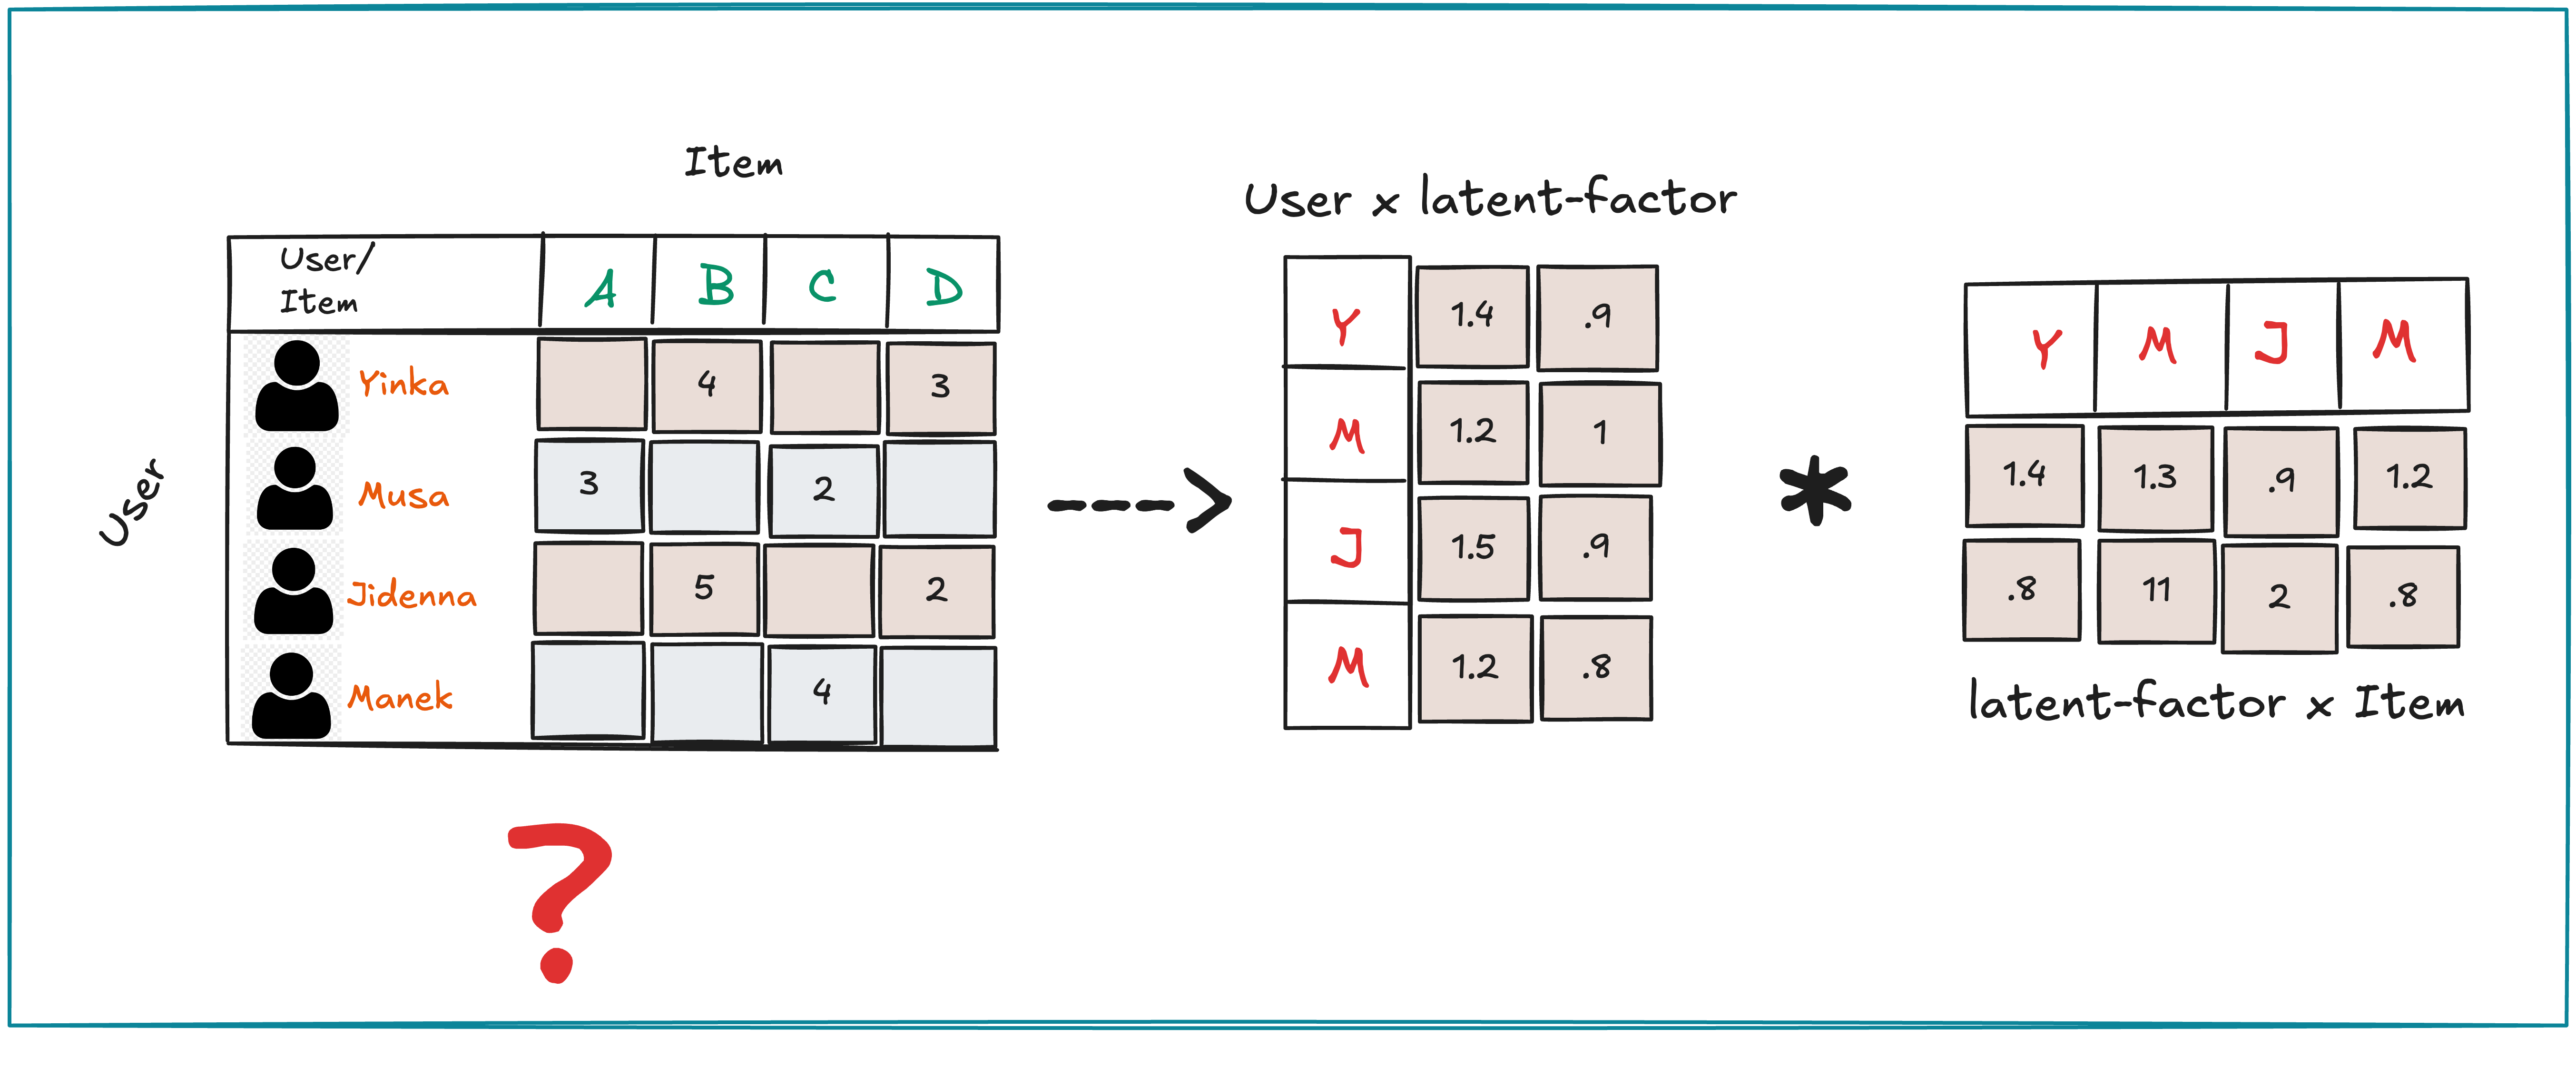 Item
User x latent-factor
User/
Item
A B C D
Yinka 4 3
Musa 3 2
Jidenna 5 2
Manek 4
User
?
--->
Y 1.4 .9
M 1.2 1
J 1.5 .9
M 1.2 .8
*
Y M J M
1.4 1.3 .9 1.2
.8 11 2 .8
latent-factor x Item